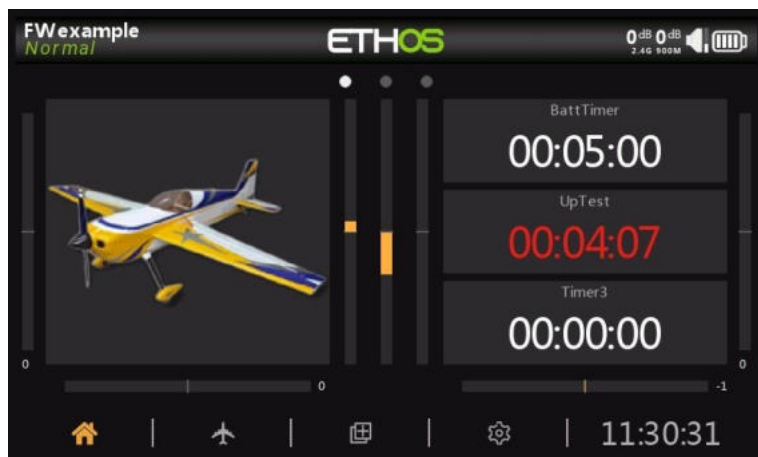 FWexample
Normal
ETHOS
0dB 0dB
2.4G 900M
BattTimer
00:05:00
UpTest
00:04:07
Timer3
00:00:00
0
0
0
-1
11:30:31